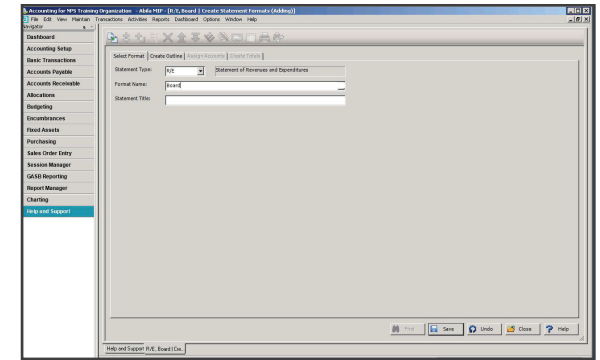 Accounting for NPS Training Organization - Abila MIP - [R/E, Board | Create Statement Formats (Adding)]
File Edit View Maintain Transactions Activities Reports Dashboard Options Window Help
Navigator
Dashboard
Accounting Setup
Basic Transactions
Accounts Payable
Accounts Receivable
Allocations
Budgeting
Encumbrances
Fixed Assets
Purchasing
Sales Order Entry
Session Manager
GASB Reporting
Report Manager
Charting
Help and Support
Select Format Create Outline Assign Accounts Create Totals
Statement Type: R/E Statement of Revenues and Expenditures
Format Name: Board
Statement Title:
Find Save Undo Close Help
Help and Support R/E, Board | Cre...